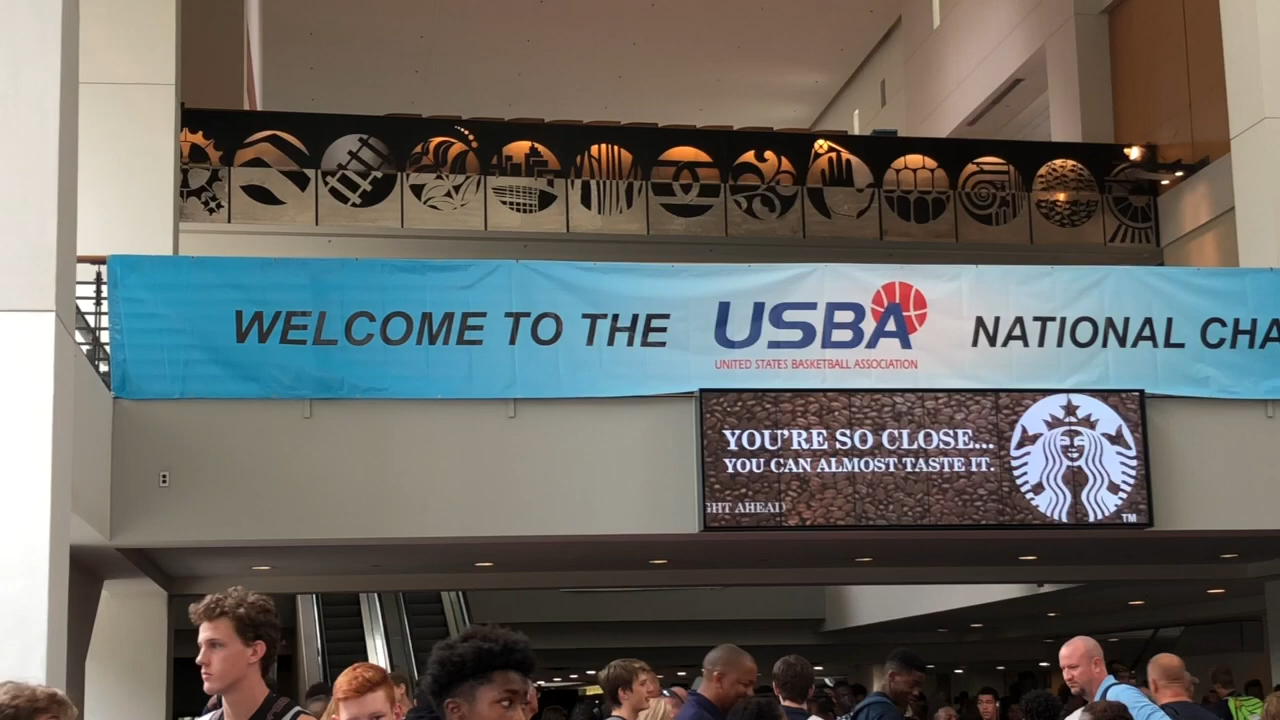 WELCOME TO THE USBA NATIONAL CHA
UNITED STATES BASKETBALL ASSOCIATION
YOU'RE SO CLOSE...
YOU CAN ALMOST TASTE IT.
GHT AHEAD
TM